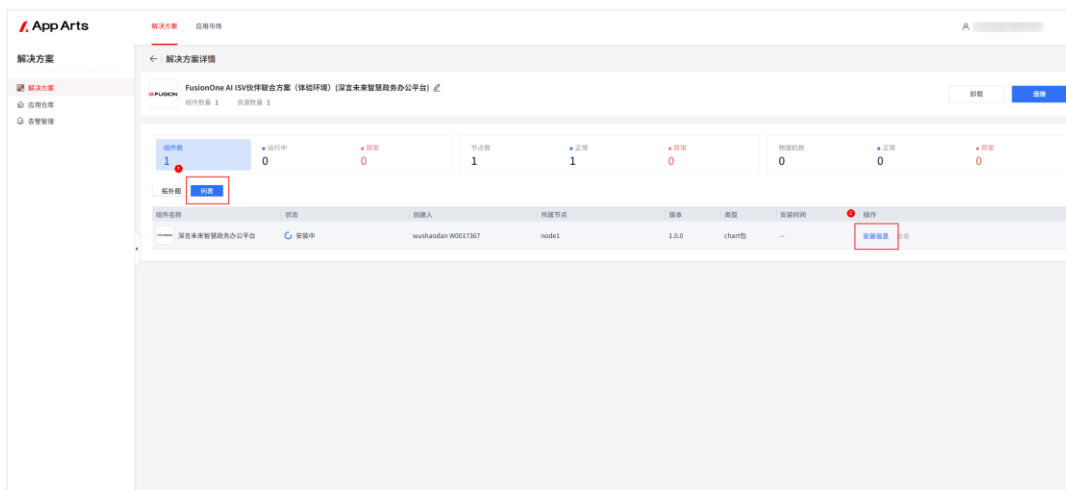 App Arts
解决方案 应用市场
解决方案
← 解决方案详情
解决方案
应用仓库
告警管理
FusionOne AI ISV伙伴联合方案（体验环境）(深言未来智慧政务办公平台)
组件数量 1 资源数量 1
卸载 连接
组件数 运行中 异常 节点数 正常 异常 物理机数 正常 异常
1 0 0 1 1 0 0 0 0
1
拓扑图 列表
组件名称 状态 创建人 所属节点 版本 类型 安装时间 2 操作
深言未来智慧政务办公平台 安装中 wushaodan W0017367 node1 1.0.0 chart包 -- 安装信息